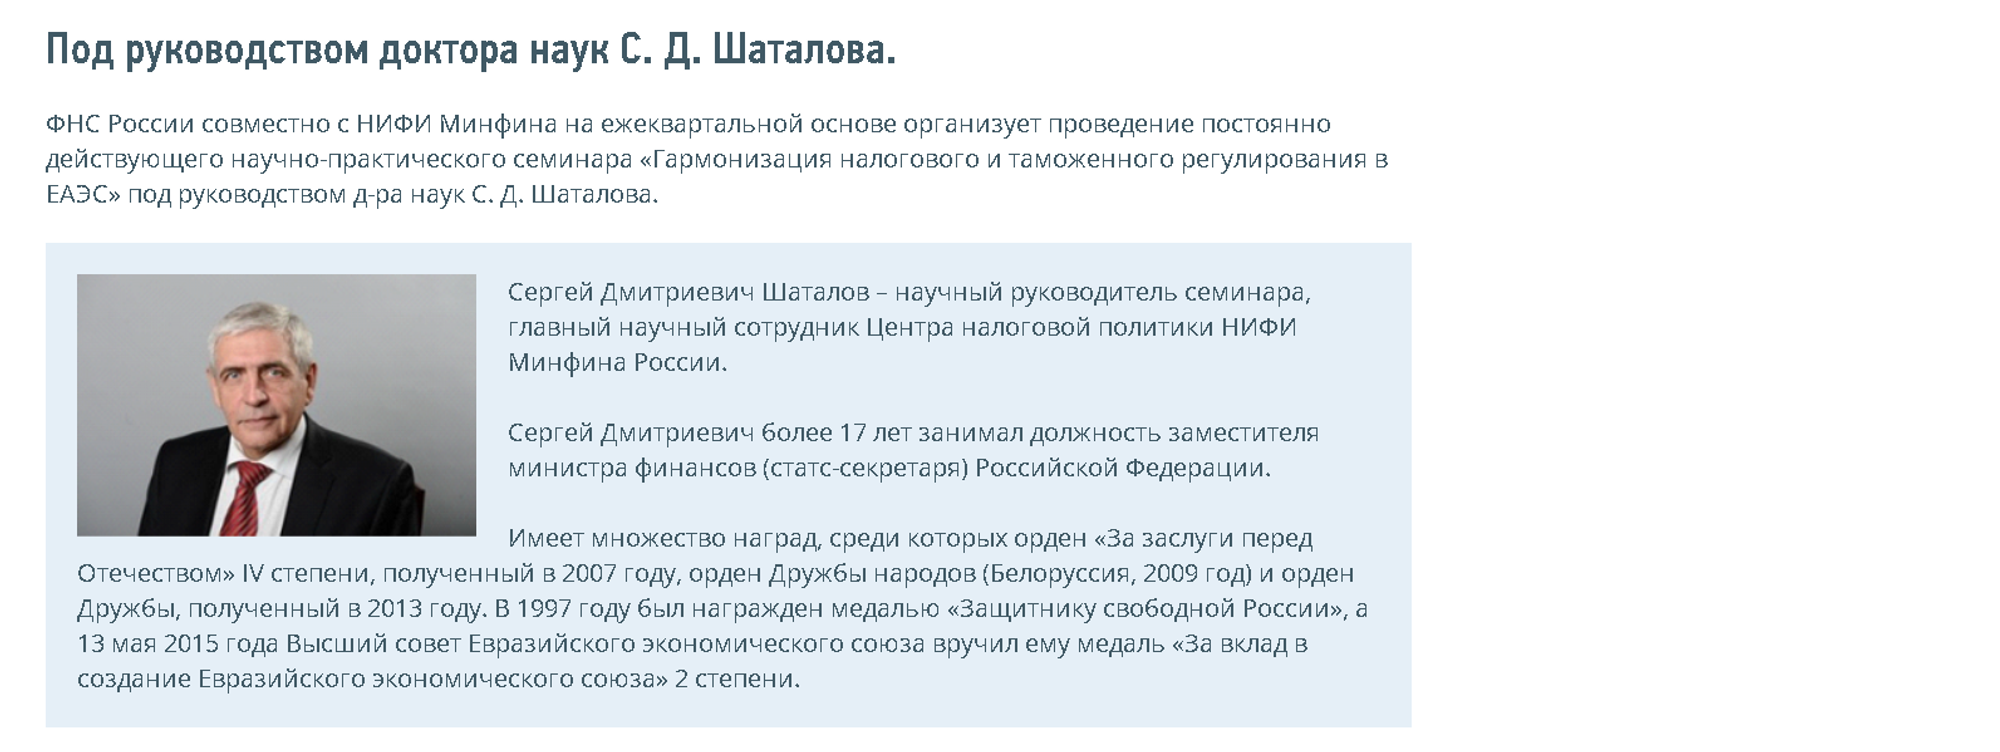 Под руководством доктора наук С. Д. Шаталова.
ФНС России совместно с НИФИ Минфина на ежеквартальной основе организует проведение постоянно
действующего научно-практического семинара «Гармонизация налогового и таможенного регулирования в
ЕАЭС» под руководством д-ра наук С. Д. Шаталова.
Сергей Дмитриевич Шаталов – научный руководитель семинара,
главный научный сотрудник Центра налоговой политики НИФИ
Минфина России.
Сергей Дмитриевич более 17 лет занимал должность заместителя
министра финансов (статс-секретаря) Российской Федерации.
Имеет множество наград, среди которых орден «За заслуги перед
Отечеством» IV степени, полученный в 2007 году, орден Дружбы народов (Белоруссия, 2009 год) и орден
Дружбы, полученный в 2013 году. В 1997 году был награжден медалью «Защитнику свободной России», а
13 мая 2015 года Высший совет Евразийского экономического союза вручил ему медаль «За вклад в
создание Евразийского экономического союза» 2 степени.